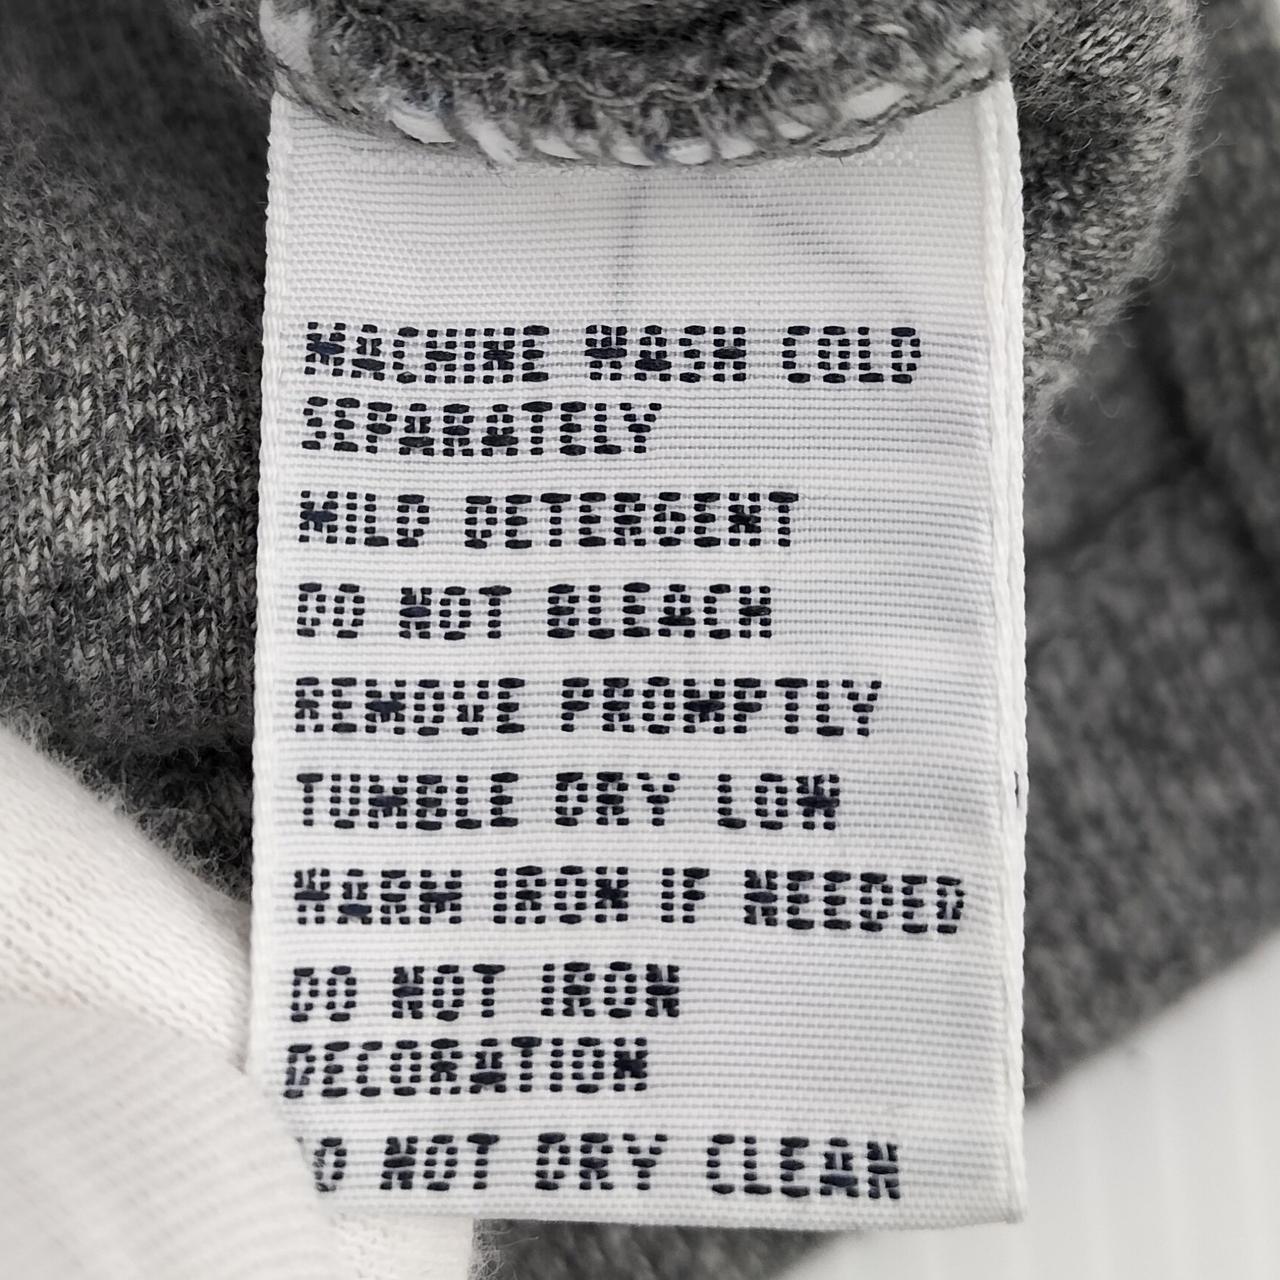 MACHINE WASH COLD
SEPARATELY
MILD DETERGENT
DO NOT BLEACH
REMOVE PROMPTLY
TUMBLE DRY LOW
WARM IRON IF NEEDED
DO NOT IRON
DECORATION
DO NOT DRY CLEAN